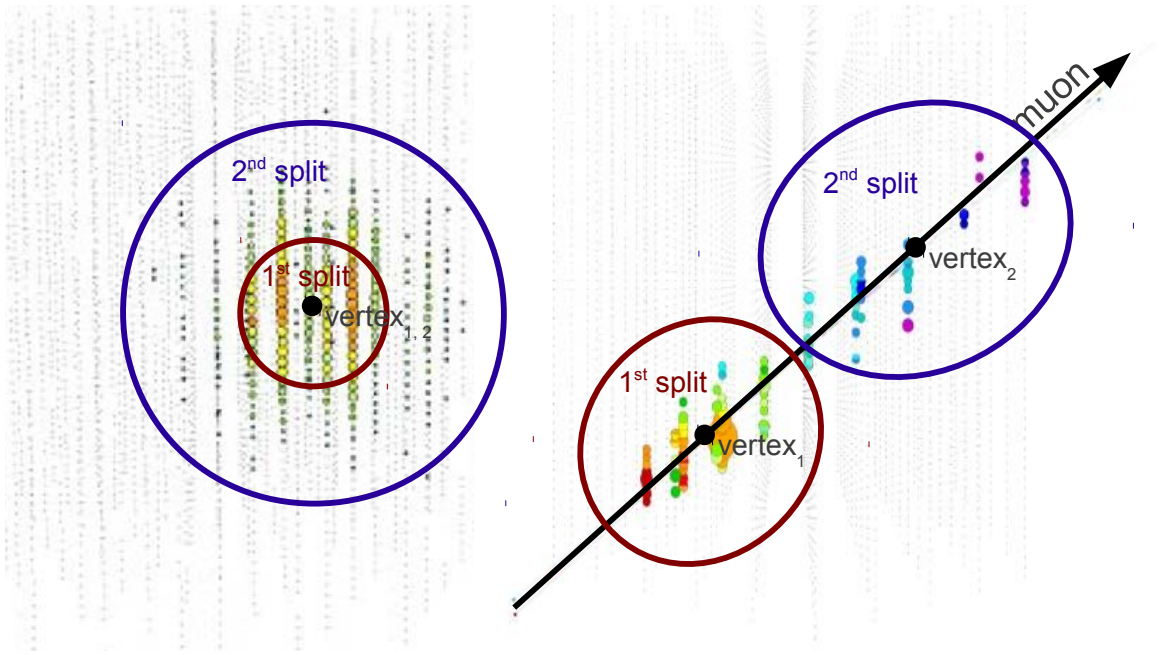 2nd split
1st split
vertex1, 2
muon
2nd split
vertex2
1st split
vertex1